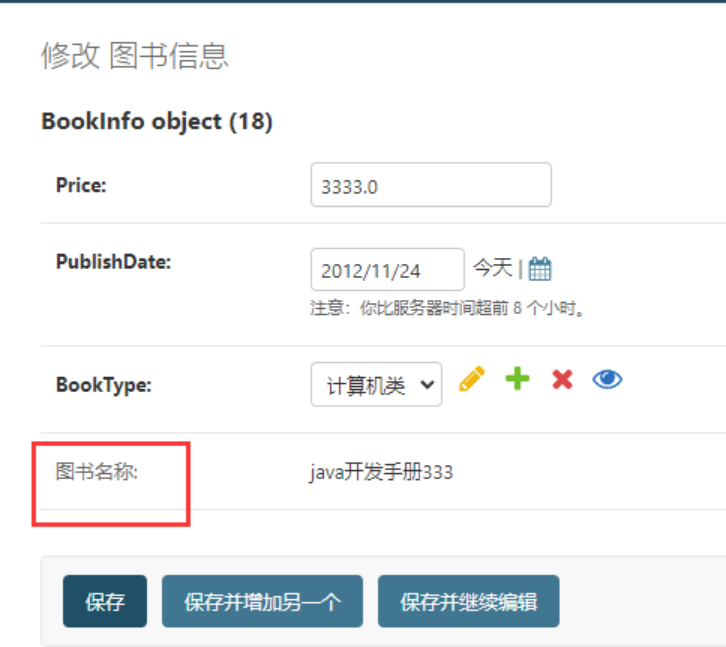 修改 图书信息
BookInfo object (18)
Price: 3333.0
PublishDate: 2012/11/24 今天 |
注意：你比服务器时间超前 8 个小时。
BookType: 计算机类
图书名称: java开发手册333
保存 保存并增加另一个 保存并继续编辑